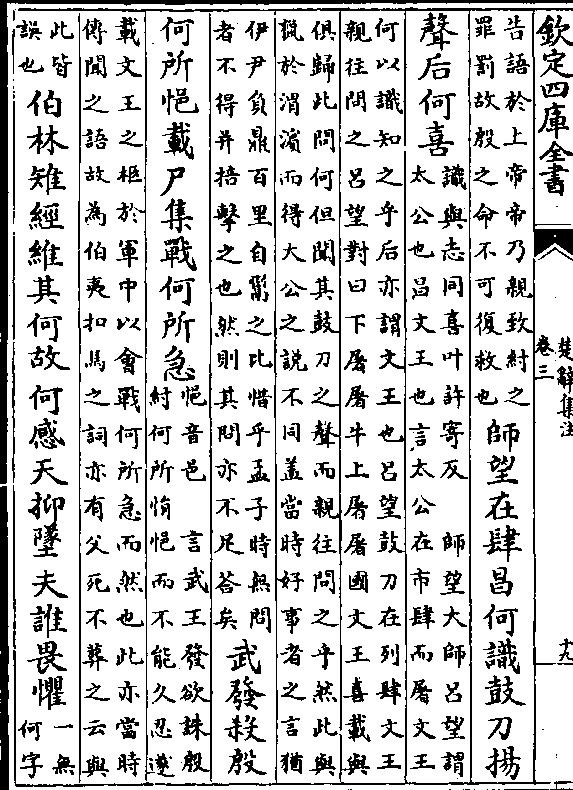 欽定四庫全書
楚辭集注
卷三
十九
告語於上帝帝乃親致紂之
罪罰故殷之命不可復救也
師望在肆昌何識鼓刀揚
聲后何喜
識與志同喜叶許寄反　師望大師呂望謂
太公也昌文王也言太公在市肆而屠文王
何以識知之乎后亦謂文王也呂望鼓刀在列肆文王
親往問之呂望對曰下屠屠牛上屠屠國文王喜載與
俱歸此問何但聞其鼓刀之聲而親往問之乎然此與
獵於渭濱而得大公之說不同蓋當時好事者之言猶
伊尹負鼎百里自鬻之比惜乎孟子時無問
者不得并掊擊之也然則其問亦不足荅矣
武發殺殷
何所悒載尸集戰何所急
悒音邑　言武王發欲誅殷
紂何所悁悒而不能久忍遂
載文王之柩於軍中以會戰何所急而然也此亦當時
傳聞之語故為伯夷扣馬之詞亦有父死不葬之云與
此皆
誤也
伯林雉經維其何故何感天抑墜夫誰畏懼
一無
何字